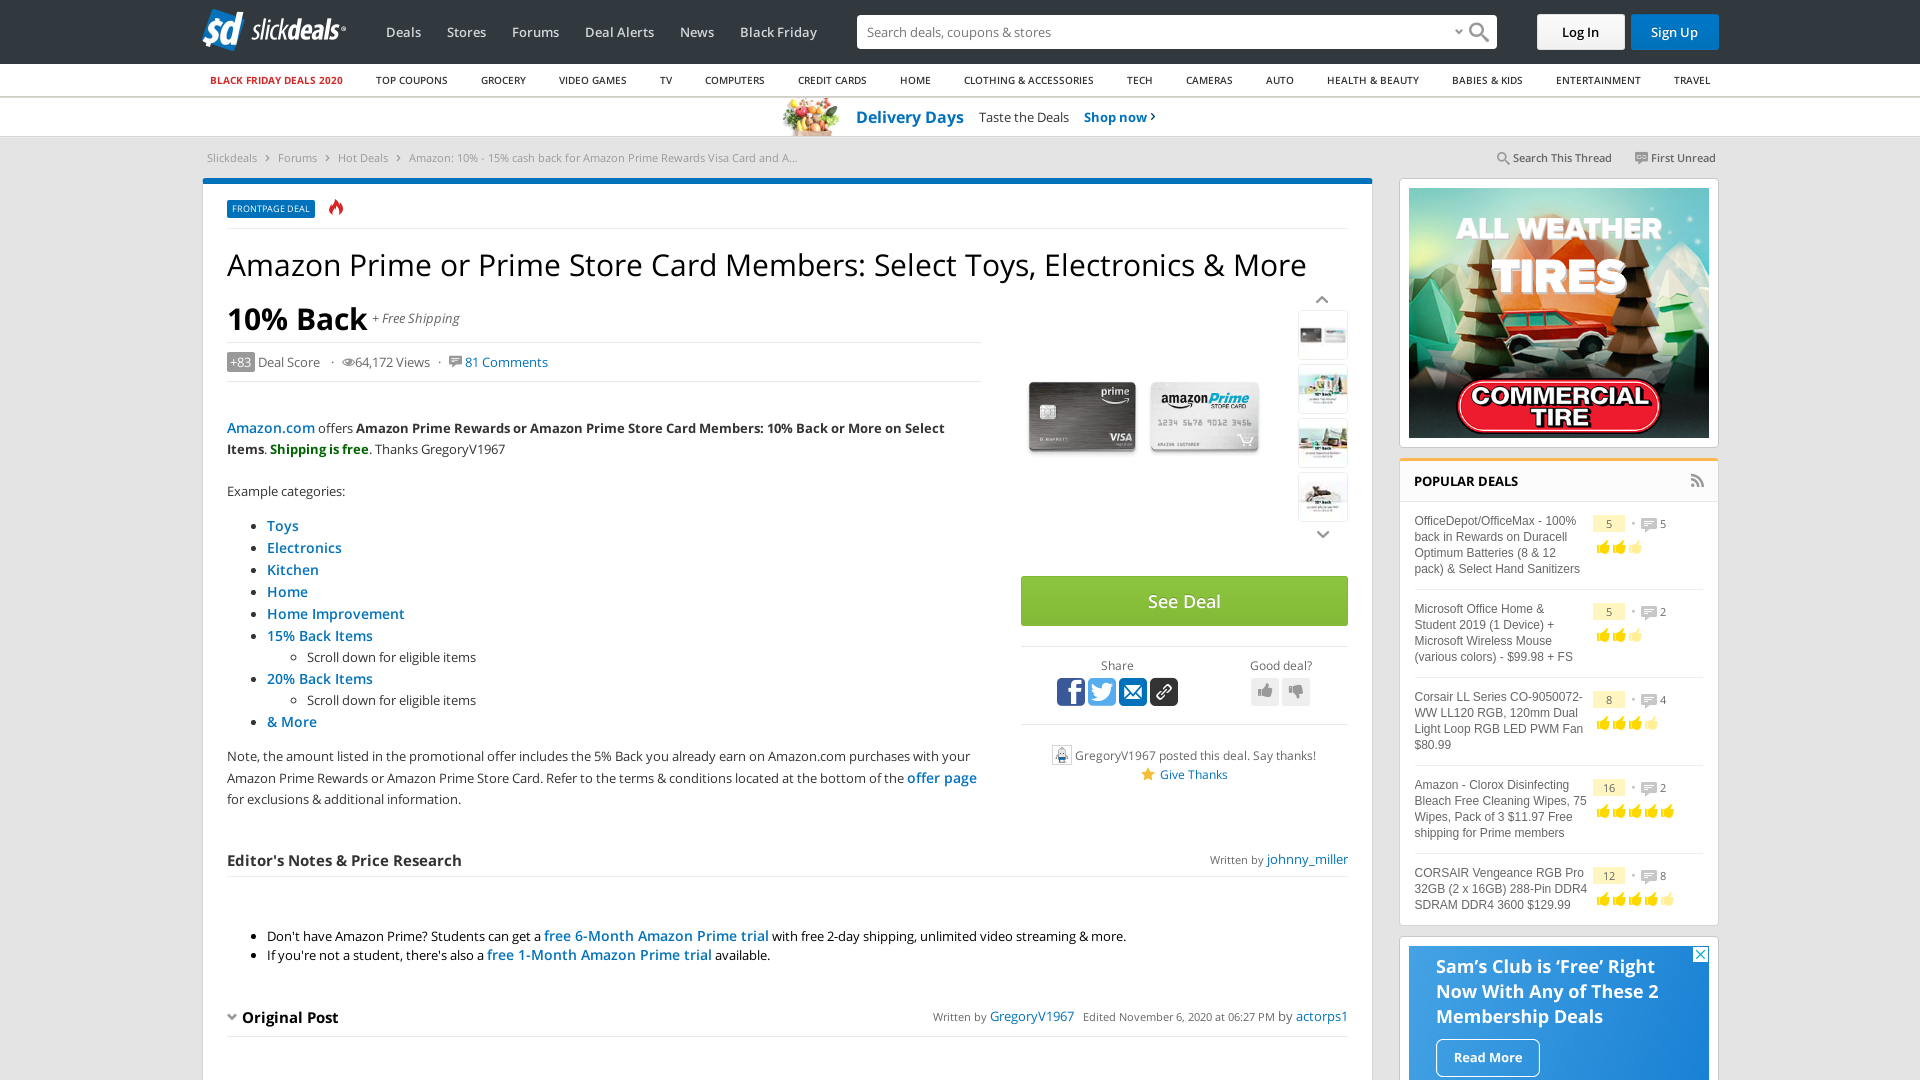 slickdeals
Deals
Stores
Forums
Deal Alerts
News
Black Friday
Search deals, coupons & stores
Log In
Sign Up
BLACK FRIDAY DEALS 2020
TOP COUPONS
GROCERY
VIDEO GAMES
TV
COMPUTERS
CREDIT CARDS
HOME
CLOTHING & ACCESSORIES
TECH
CAMERAS
AUTO
HEALTH & BEAUTY
BABIES & KIDS
ENTERTAINMENT
TRAVEL
Delivery Days Taste the Deals Shop now
Slickdeals > Forums > Hot Deals > Amazon: 10% - 15% cash back for Amazon Prime Rewards Visa Card and A...
Search This Thread
First Unread
FRONTPAGE DEAL
Amazon Prime or Prime Store Card Members: Select Toys, Electronics & More
10% Back + Free Shipping
+83 Deal Score · 64,172 Views · 81 Comments
Amazon.com offers Amazon Prime Rewards or Amazon Prime Store Card Members: 10% Back or More on Select
Items. Shipping is free. Thanks GregoryV1967
Example categories:
Toys
Electronics
Kitchen
Home
Home Improvement
15% Back Items
Scroll down for eligible items
20% Back Items
Scroll down for eligible items
& More
Note, the amount listed in the promotional offer includes the 5% Back you already earn on Amazon.com purchases with your
Amazon Prime Rewards or Amazon Prime Store Card. Refer to the terms & conditions located at the bottom of the offer page
for exclusions & additional information.
prime
VISA
amazonPrime
STORE CARD
1234 5678 9012 3456
AMAZON CUSTOMER
See Deal
Share
Good deal?
GregoryV1967 posted this deal. Say thanks!
Give Thanks
Editor's Notes & Price Research
Written by johnny_miller
Don't have Amazon Prime? Students can get a free 6-Month Amazon Prime trial with free 2-day shipping, unlimited video streaming & more.
If you're not a student, there's also a free 1-Month Amazon Prime trial available.
Original Post
Written by GregoryV1967 Edited November 6, 2020 at 06:27 PM by actorps1
ALL WEATHER
TIRES
COMMERCIAL
TIRE
POPULAR DEALS
OfficeDepot/OfficeMax - 100%
back in Rewards on Duracell
Optimum Batteries (8 & 12
pack) & Select Hand Sanitizers
5 • 5
Microsoft Office Home &
Student 2019 (1 Device) +
Microsoft Wireless Mouse
(various colors) - $99.98 + FS
5 • 2
Corsair LL Series CO-9050072-
WW LL120 RGB, 120mm Dual
Light Loop RGB LED PWM Fan
$80.99
8 • 4
Amazon - Clorox Disinfecting
Bleach Free Cleaning Wipes, 75
Wipes, Pack of 3 $11.97 Free
shipping for Prime members
16 • 2
CORSAIR Vengeance RGB Pro
32GB (2 x 16GB) 288-Pin DDR4
SDRAM DDR4 3600 $129.99
12 • 8
Sam's Club is ‘Free’ Right
Now With Any of These 2
Membership Deals
Read More